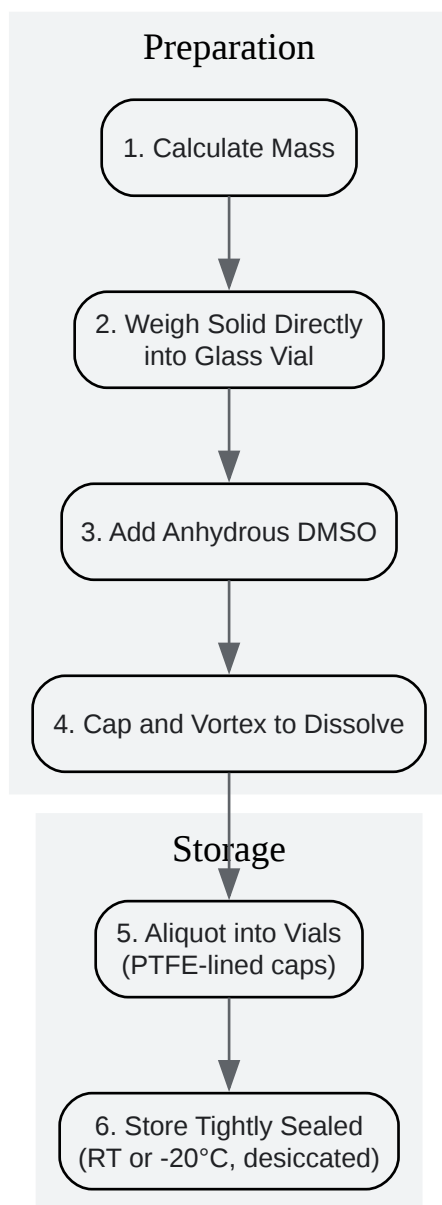 Preparation
1. Calculate Mass
2. Weigh Solid Directly
into Glass Vial
3. Add Anhydrous DMSO
4. Cap and Vortex to Dissolve
Storage
5. Aliquot into Vials
(PTFE-lined caps)
6. Store Tightly Sealed
(RT or -20°C, desiccated)